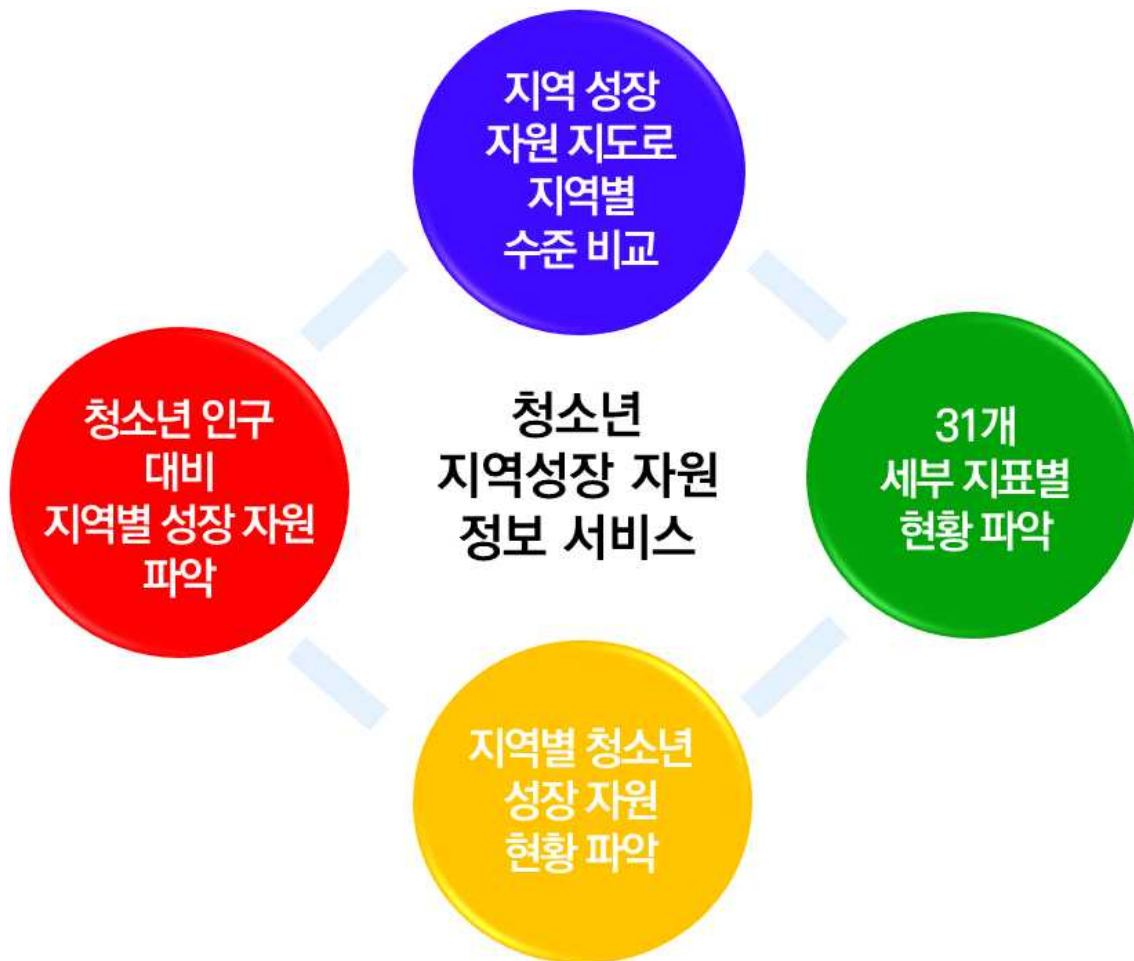 지역 성장
자원 지도로
지역별
수준 비교
청소년 인구
대비
지역별 성장 자원
파악
청소년
지역성장 자원
정보 서비스
31개
세부 지표별
현황 파악
지역별 청소년
성장 자원
현황 파악